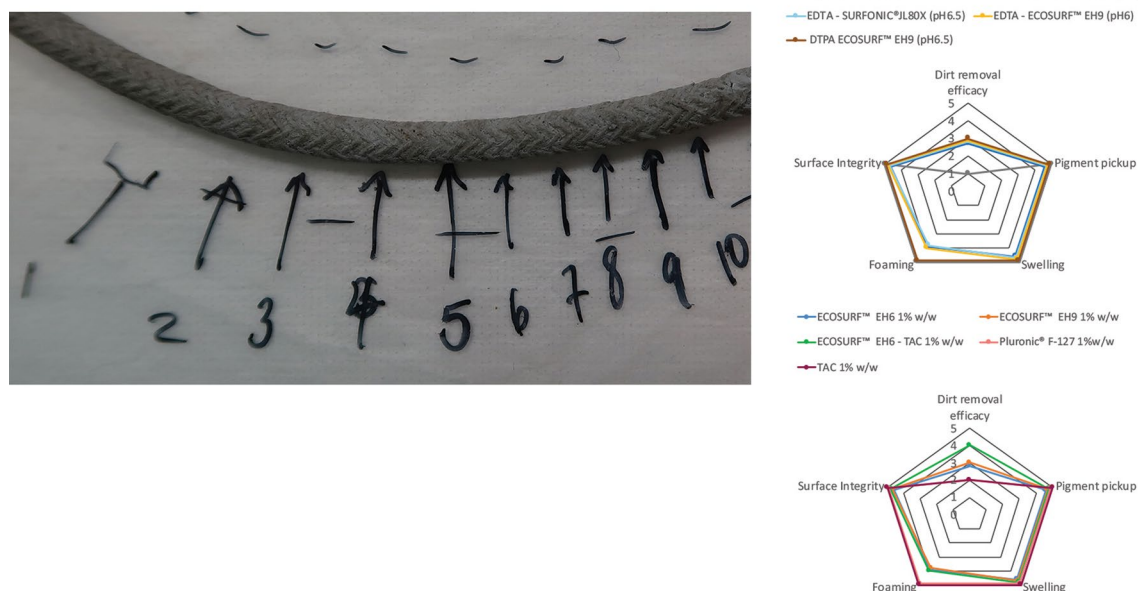 1
2 3 4 5 6 7 8 9 10
EDTA - SURFONIC®JL80X (pH6.5) EDTA - ECOSURF™ EH9 (pH6)
DTPA ECOSURF™ EH9 (pH6.5)
Dirt removal
efficacy
5
4
3
2
1
0
Surface Integrity Pigment pickup
Foaming Swelling
ECOSURF™ EH6 1% w/w ECOSURF™ EH9 1% w/w
ECOSURF™ EH6 - TAC 1% w/w Pluronic® F-127 1%w/w
TAC 1% w/w
Dirt removal
efficacy
5
4
3
2
1
0
Surface Integrity Pigment pickup
Foaming Swelling